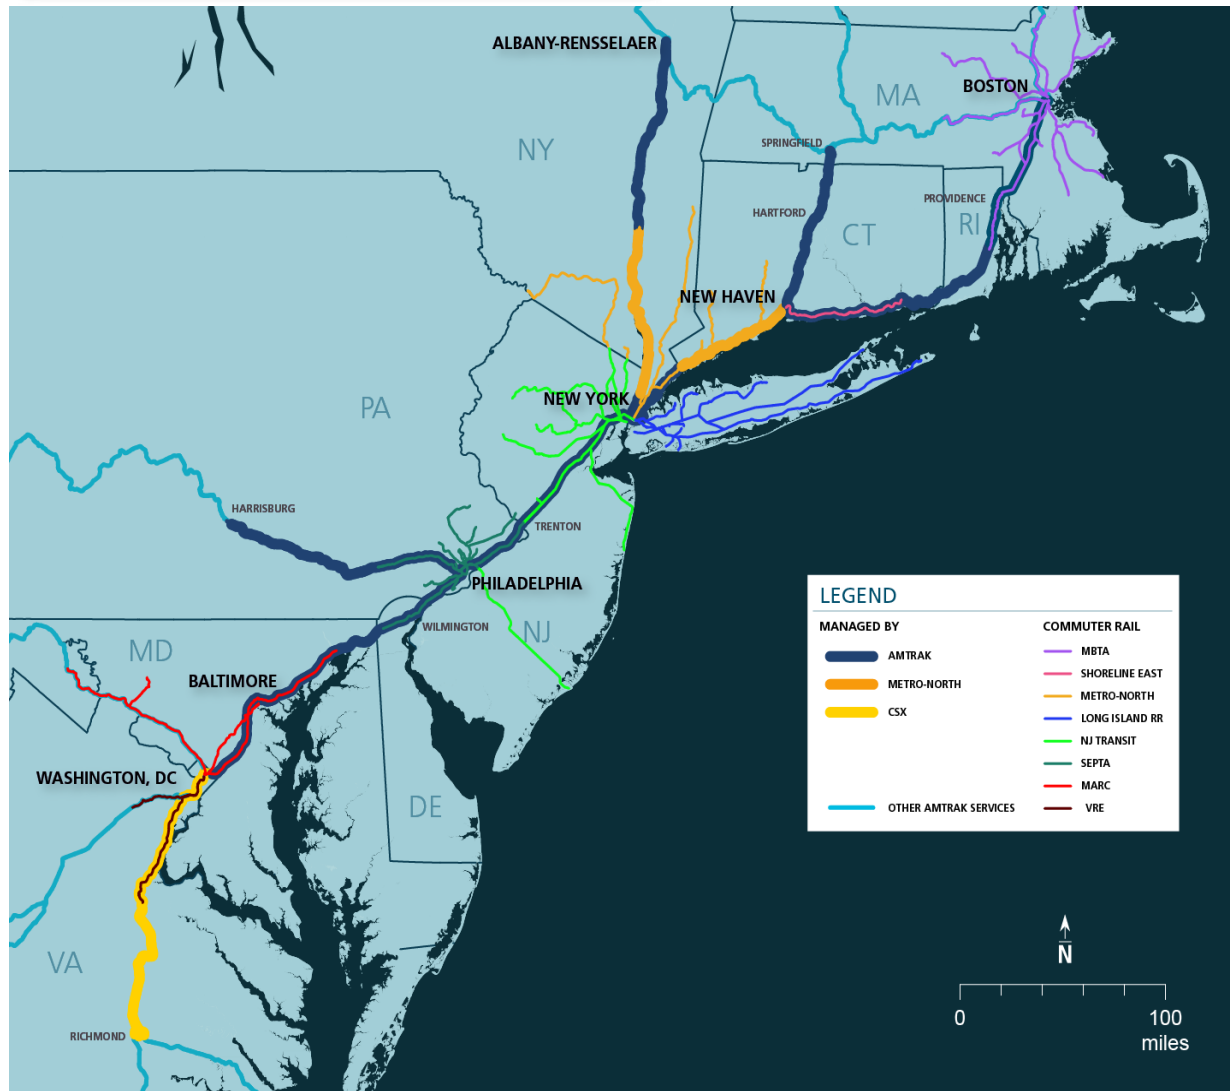 ALBANY-RENSSELAER
BOSTON
MA
NY
SPRINGFIELD
PROVIDENCE
HARTFORD
CT
RI
NEW HAVEN
NEW YORK
PA
HARRISBURG
TRENTON
PHILADELPHIA
WILMINGTON
NJ
MD
BALTIMORE
WASHINGTON, DC
DE
VA
RICHMOND
LEGEND
MANAGED BY
AMTRAK
METRO-NORTH
CSX
OTHER AMTRAK SERVICES
COMMUTER RAIL
MBTA
SHORELINE EAST
METRO-NORTH
LONG ISLAND RR
NJ TRANSIT
SEPTA
MARC
VRE
N
0 100
miles